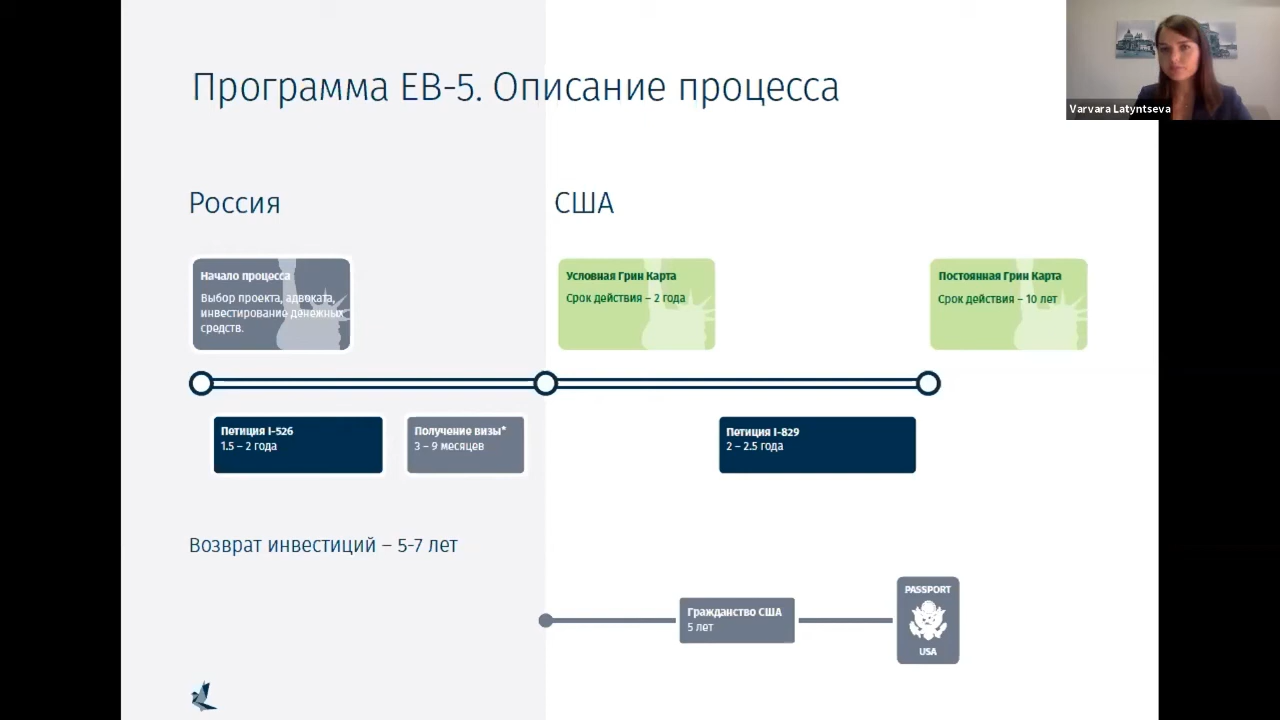 Программа EB-5. Описание процесса
Varvara Latyntseva
Россия
США
Начало процесса
Выбор проекта, адвоката,
инвестирование денежных
средств.
Условная Грин Карта
Срок действия – 2 года
Постоянная Грин Карта
Срок действия – 10 лет
Петиция I-526
1.5 – 2 года
Получение визы*
3 – 9 месяцев
Петиция I-829
2 – 2.5 года
Возврат инвестиций – 5-7 лет
Гражданство США
5 лет
PASSPORT
USA